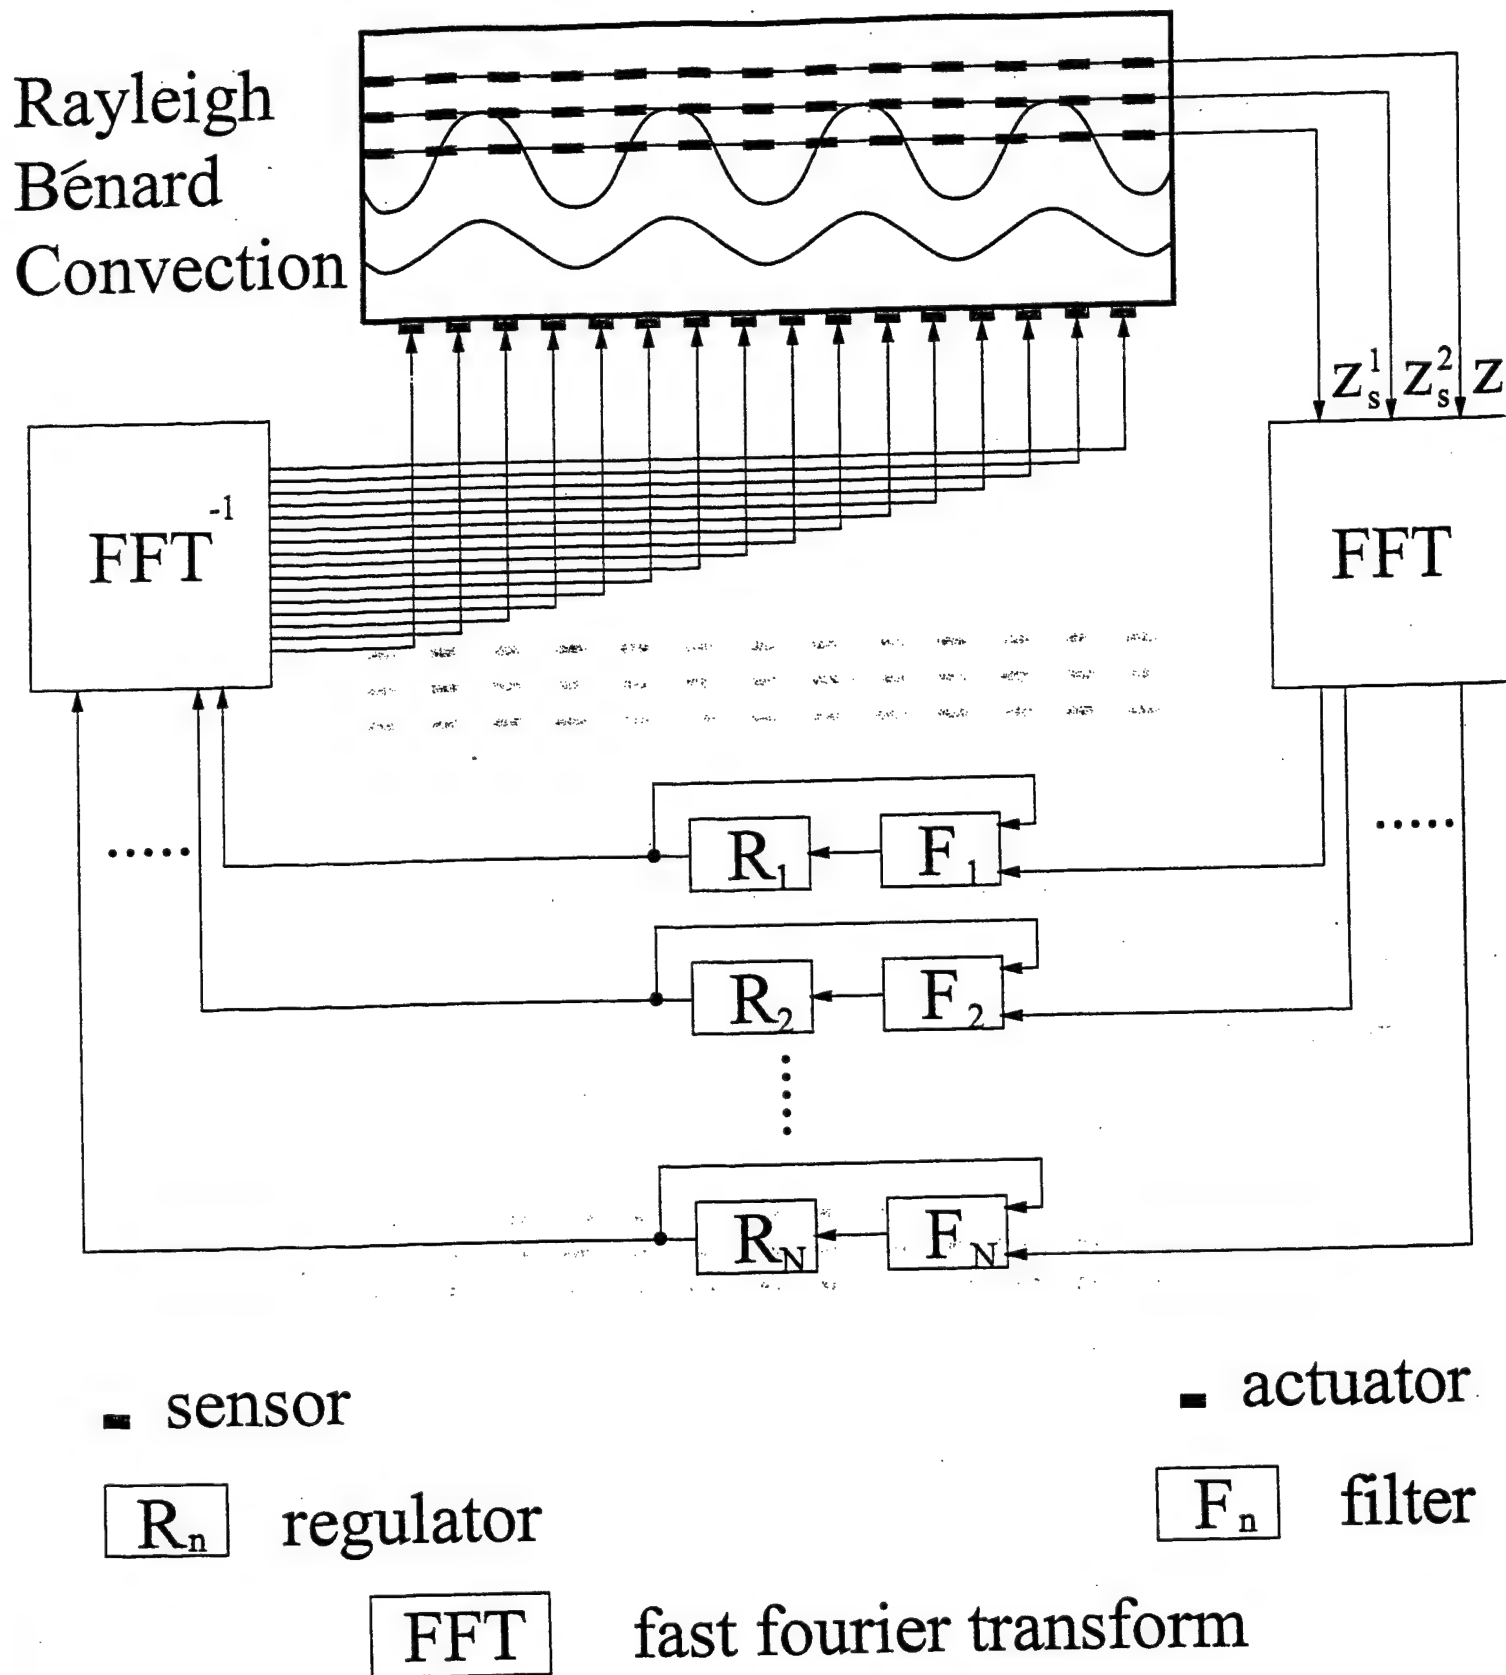 Rayleigh
Bénard
Convection
z_s^1 z_s^2 z
FFT^-1
FFT
R_1 F_1
R_2 F_2
R_N F_N
sensor
actuator
R_n regulator
F_n filter
FFT fast fourier transform